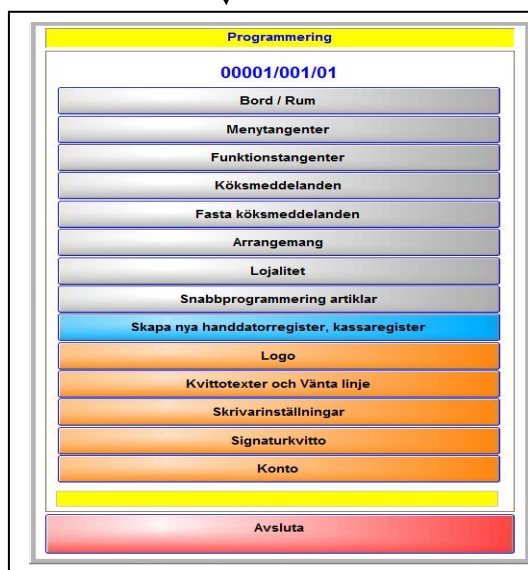 Programmering
00001/001/01
Bord / Rum
Menytangenter
Funktionstangenter
Köksmeddelanden
Fasta köksmeddelanden
Arrangemang
Lojalitet
Snabbprogrammering artiklar
Skapa nya handdatorregister, kassaregister
Logo
Kvittotexter och Vänta linje
Skrivarinställningar
Signaturkvitto
Konto
Avsluta